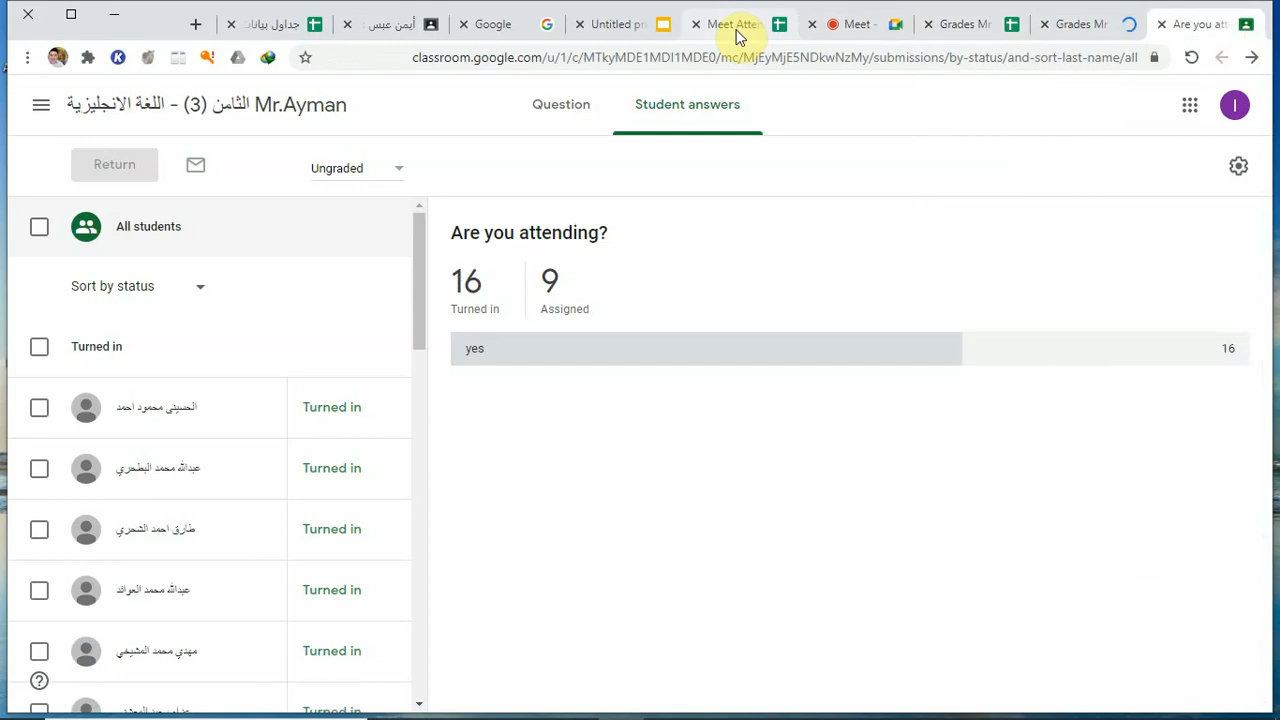 جداول بيانات
أيمن عبس :
Google
Untitled pr
Meet Atten
Meet -
Grades Mr
Grades Mr
Are you att
classroom.google.com/u/1/c/MTkyMDE1MDI1MDE0/mc/MjEyMjE5NDkwNzMy/submissions/by-status/and-sort-last-name/all
الثامن (3) - اللغة الانجليزية Mr.Ayman
Question
Student answers
I
Return
Ungraded
All students
Sort by status
Turned in
الحسيني محمود احمد
Turned in
عبدالله محمد البطحري
Turned in
طارق احمد الشحري
Turned in
عبدالله محمد العوائد
Turned in
مهدي محمد المشيخي
Turned in
Turned in
Are you attending?
16
Turned in
9
Assigned
yes
16